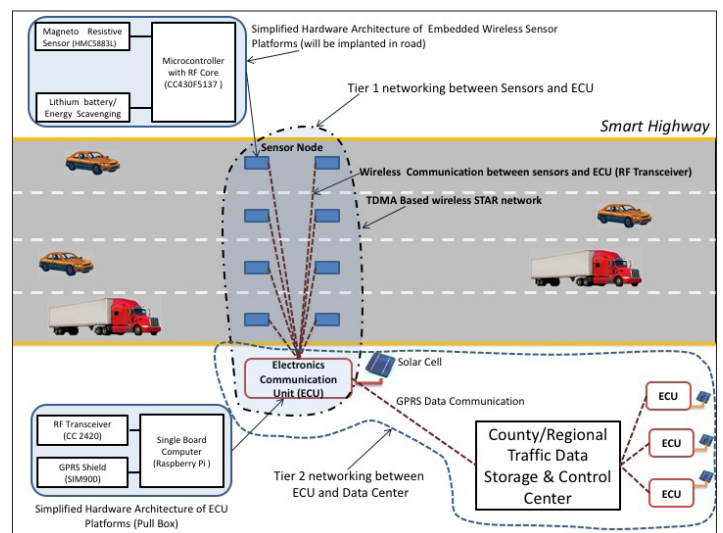 Magneto Resistive
Sensor (HMC5883L)
Microcontroller
with RF Core
(CC430F5137 )
Lithium battery/
Energy Scavenging
Simplified Hardware Architecture of Embedded Wireless Sensor
Platforms (will be implanted in road)
Tier 1 networking between Sensors and ECU
Smart Highway
Sensor Node
Wireless Communication between sensors and ECU (RF Transceiver)
TDMA Based wireless STAR network
Electronics
Communication
Unit (ECU)
Solar Cell
GPRS Data Communication
RF Transceiver
(CC 2420)
GPRS Shield
(SIM900)
Single Board
Computer
(Raspberry Pi )
Simplified Hardware Architecture of ECU
Platforms (Pull Box)
Tier 2 networking between
ECU and Data Center
County/Regional
Traffic Data
Storage & Control
Center
ECU
ECU
ECU